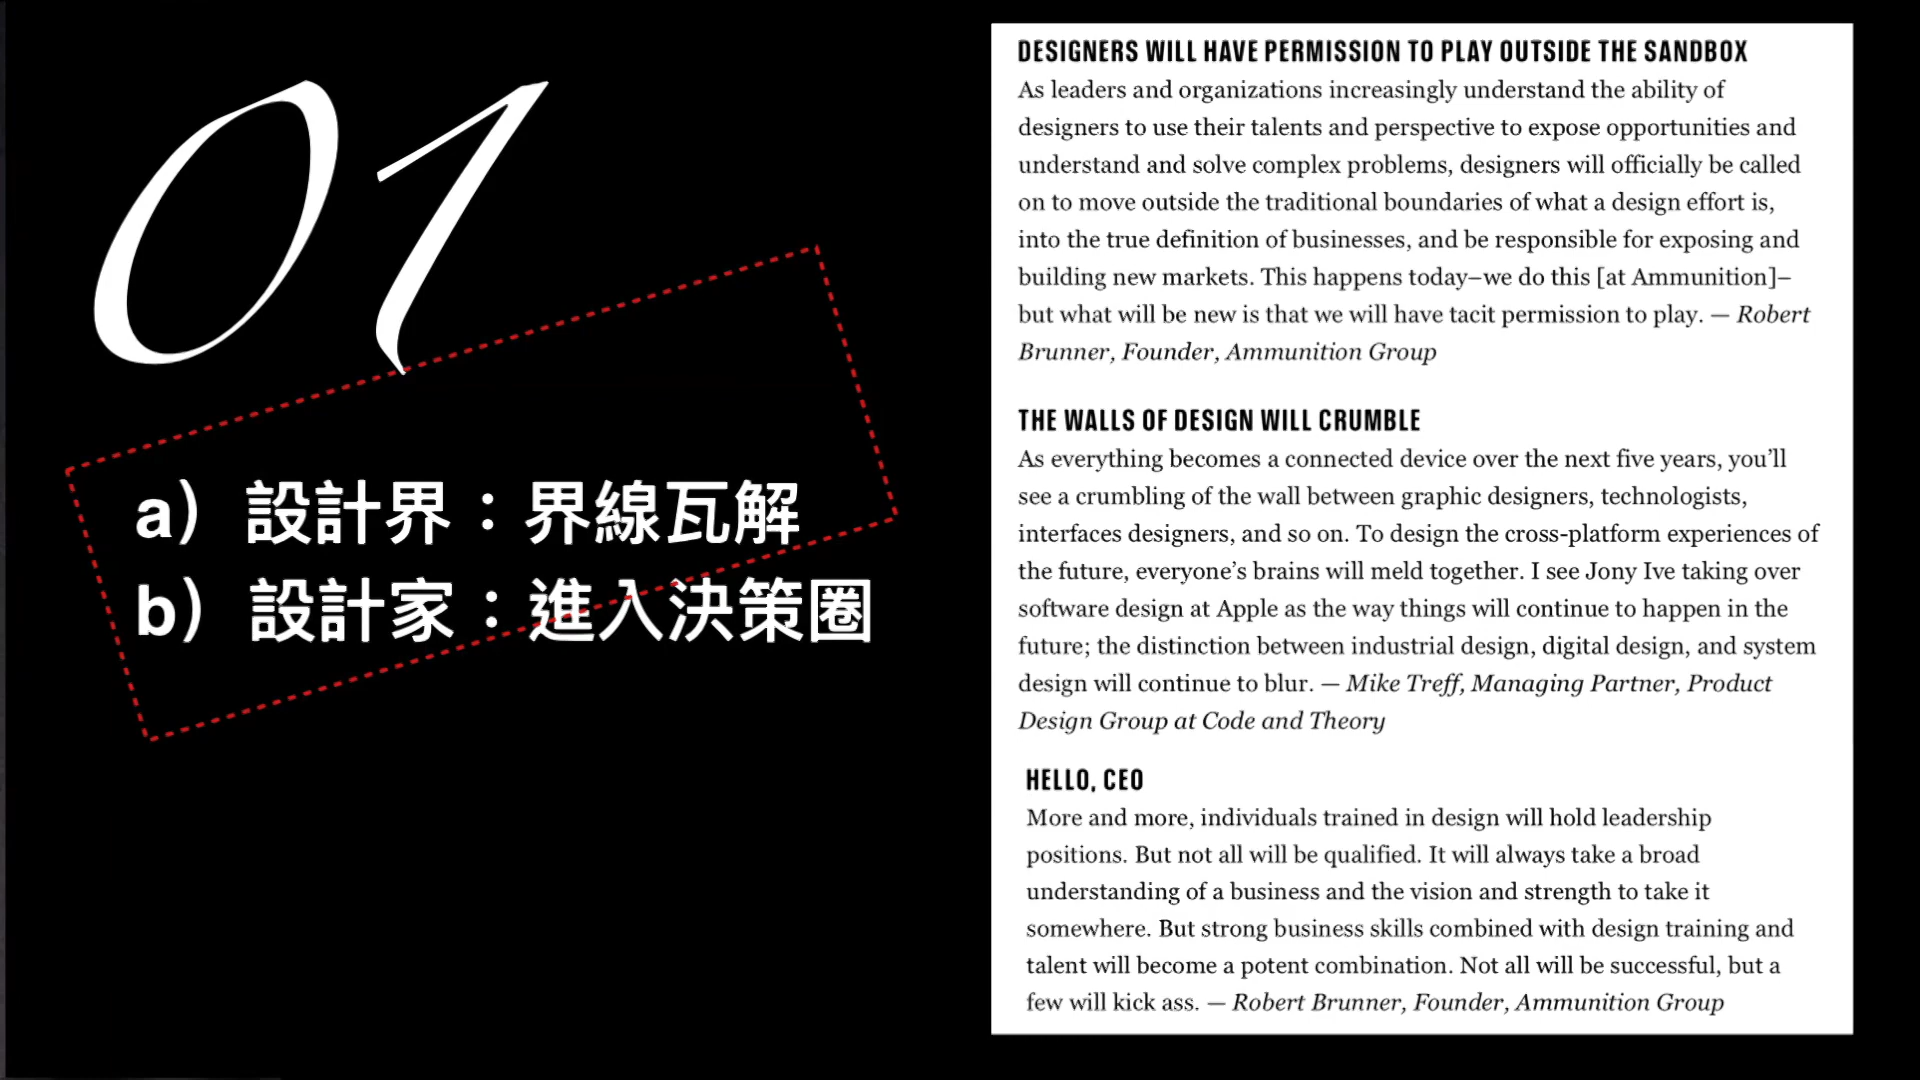 01
a) 設計界：界線瓦解
b) 設計家：進入決策圈
DESIGNERS WILL HAVE PERMISSION TO PLAY OUTSIDE THE SANDBOX
As leaders and organizations increasingly understand the ability of
designers to use their talents and perspective to expose opportunities and
understand and solve complex problems, designers will officially be called
on to move outside the traditional boundaries of what a design effort is,
into the true definition of businesses, and be responsible for exposing and
building new markets. This happens today–we do this [at Ammunition]–
but what will be new is that we will have tacit permission to play. — Robert
Brunner, Founder, Ammunition Group
THE WALLS OF DESIGN WILL CRUMBLE
As everything becomes a connected device over the next five years, you’ll
see a crumbling of the wall between graphic designers, technologists,
interfaces designers, and so on. To design the cross-platform experiences of
the future, everyone’s brains will meld together. I see Jony Ive taking over
software design at Apple as the way things will continue to happen in the
future; the distinction between industrial design, digital design, and system
design will continue to blur. — Mike Treff, Managing Partner, Product
Design Group at Code and Theory
HELLO, CEO
More and more, individuals trained in design will hold leadership
positions. But not all will be qualified. It will always take a broad
understanding of a business and the vision and strength to take it
somewhere. But strong business skills combined with design training and
talent will become a potent combination. Not all will be successful, but a
few will kick ass. — Robert Brunner, Founder, Ammunition Group